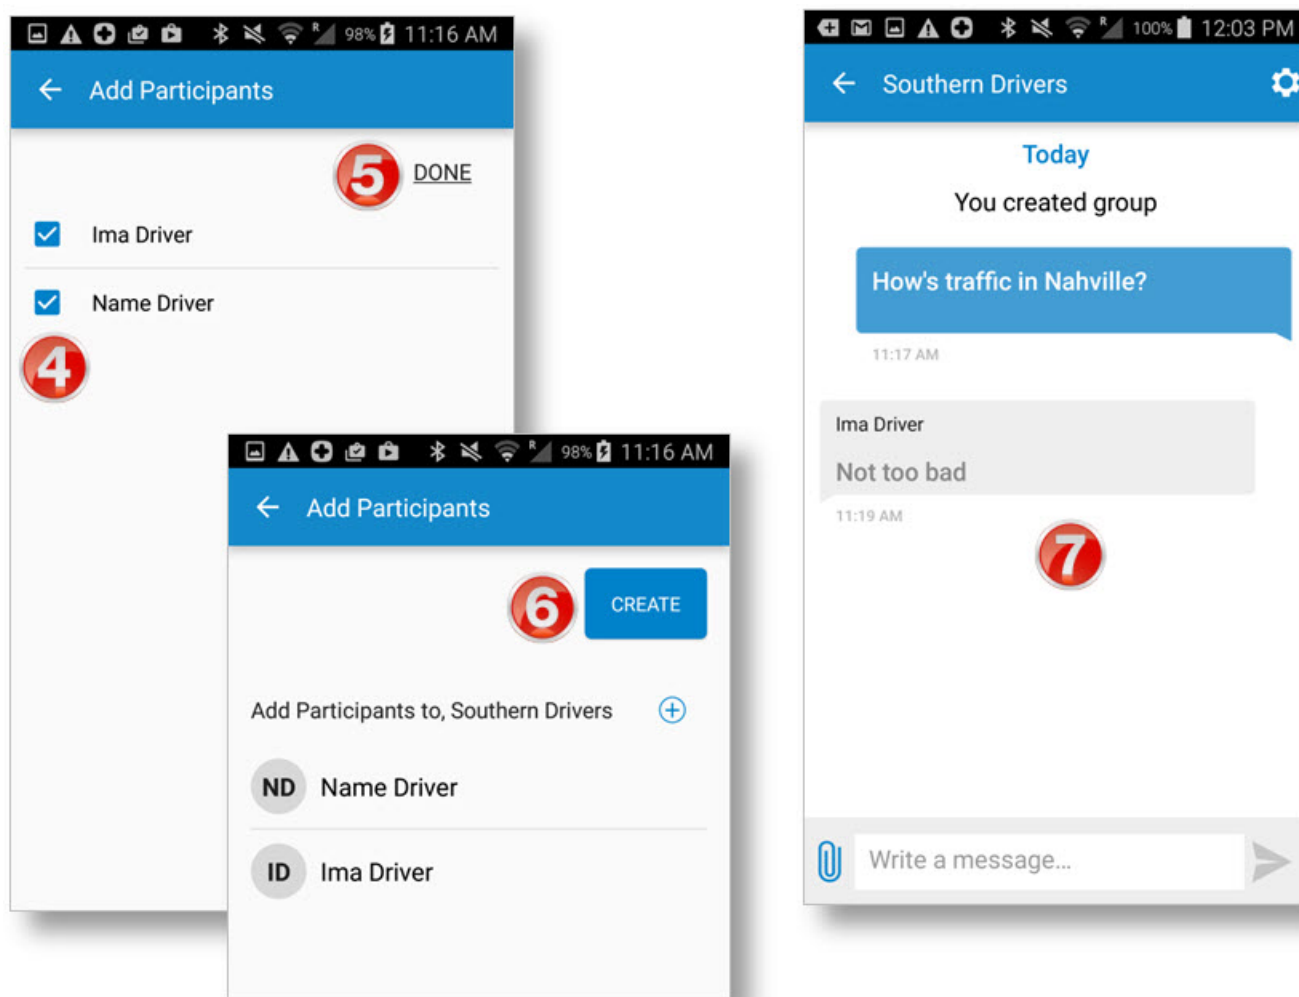 98% 11:16 AM
Add Participants
5 DONE
Ima Driver
Name Driver
4
R 98% 11:16 AM
Add Participants
6 CREATE
Add Participants to, Southern Drivers
ND Name Driver
ID Ima Driver
R 100% 12:03 PM
Southern Drivers
Today
You created group
How's traffic in Nahville?
11:17 AM
Ima Driver
Not too bad
11:19 AM
7
Write a message...